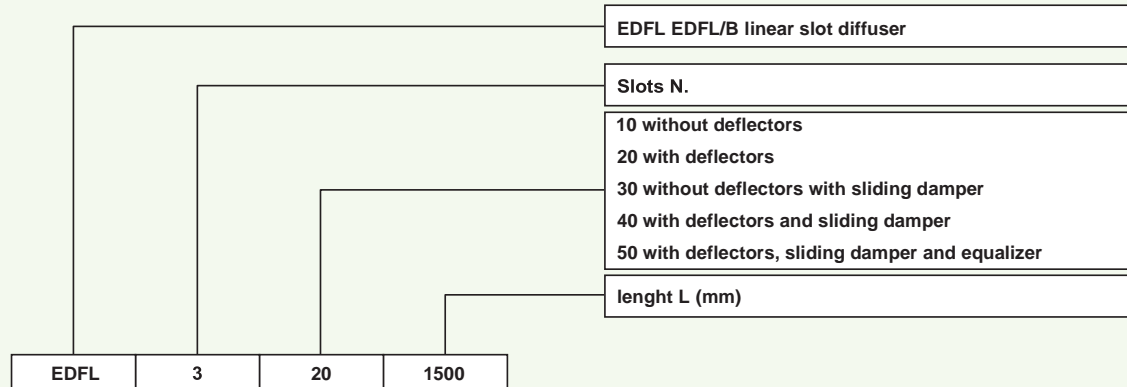 EDFL EDFL/B linear slot diffuser
Slots N.
10 without deflectors
20 with deflectors
30 without deflectors with sliding damper
40 with deflectors and sliding damper
50 with deflectors, sliding damper and equalizer
lenght L (mm)
EDFL 3 20 1500